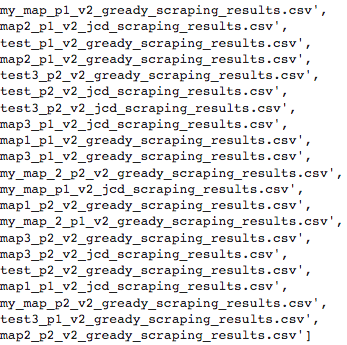 my_map_p1_v2_gready_scraping_results.csv',
map2_p1_v2_jcd_scraping_results.csv',
test_p1_v2_gready_scraping_results.csv',
map2_p1_v2_gready_scraping_results.csv',
test3_p2_v2_gready_scraping_results.csv',
test_p2_v2_jcd_scraping_results.csv',
test3_p2_v2_jcd_scraping_results.csv',
map3_p1_v2_jcd_scraping_results.csv',
map1_p1_v2_gready_scraping_results.csv',
map3_p1_v2_gready_scraping_results.csv',
my_map_2_p2_v2_gready_scraping_results.csv',
my_map_p1_v2_jcd_scraping_results.csv',
map1_p2_v2_gready_scraping_results.csv',
my_map_2_p1_v2_gready_scraping_results.csv',
map3_p2_v2_gready_scraping_results.csv',
map3_p2_v2_jcd_scraping_results.csv',
test_p2_v2_gready_scraping_results.csv',
map1_p1_v2_jcd_scraping_results.csv',
my_map_p2_v2_gready_scraping_results.csv',
test3_p1_v2_gready_scraping_results.csv',
map2_p2_v2_gready_scraping_results.csv']